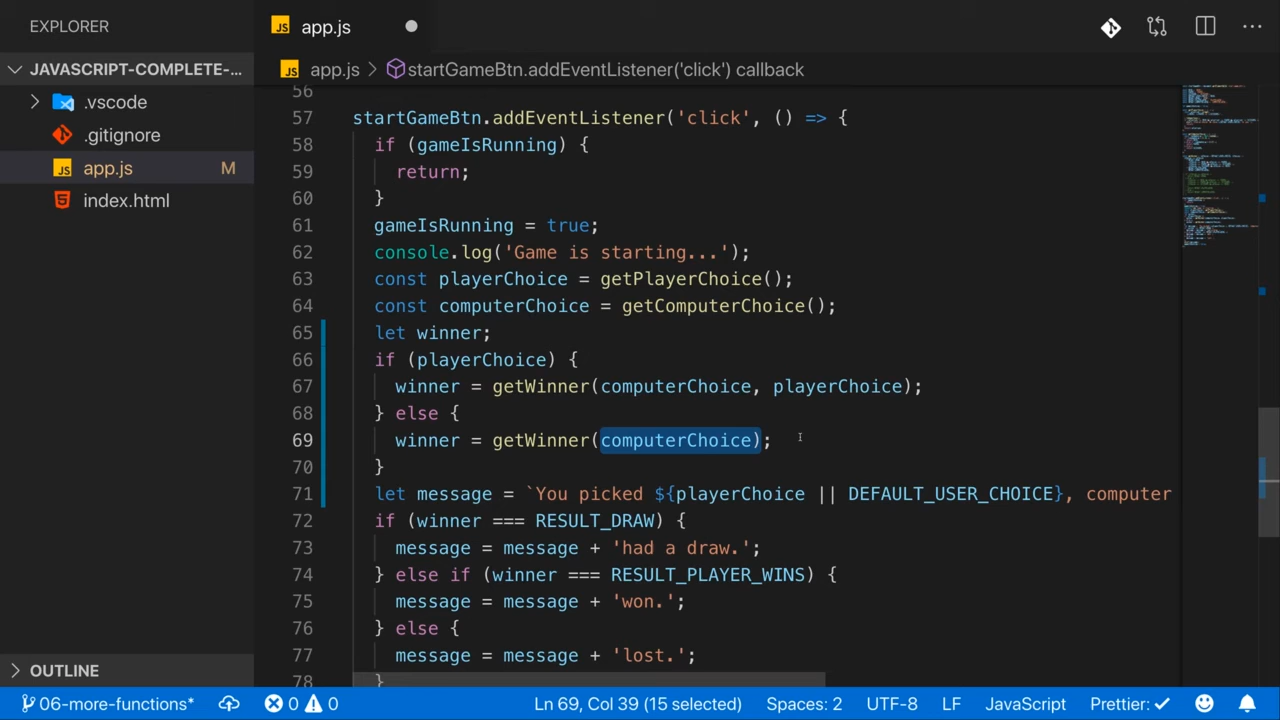 EXPLORER
JS app.js
JAVASCRIPT-COMPLETE-...
JS app.js > startGameBtn.addEventListener('click') callback
.vscode
.gitignore
JS app.js M
index.html
56
57 startGameBtn.addEventListener('click', () => {
58 if (gameIsRunning) {
59 return;
60 }
61 gameIsRunning = true;
62 console.log('Game is starting...');
63 const playerChoice = getPlayerChoice();
64 const computerChoice = getComputerChoice();
65 let winner;
66 if (playerChoice) {
67 winner = getWinner(computerChoice, playerChoice);
68 } else {
69 winner = getWinner(computerChoice);
70 }
71 let message = `You picked ${playerChoice || DEFAULT_USER_CHOICE}, computer
72 if (winner === RESULT_DRAW) {
73 message = message + 'had a draw.';
74 } else if (winner === RESULT_PLAYER_WINS) {
75 message = message + 'won.';
76 } else {
77 message = message + 'lost.';
78 }
OUTLINE
06-more-functions* 0 0 Ln 69, Col 39 (15 selected) Spaces: 2 UTF-8 LF JavaScript Prettier: ✓